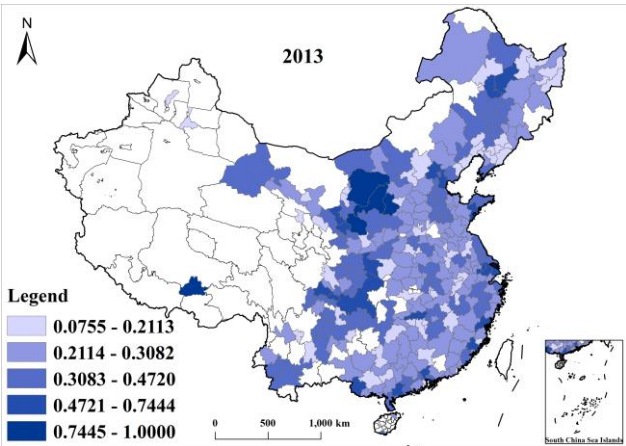 N
2013
Legend
0.0755 - 0.2113
0.2114 - 0.3082
0.3083 - 0.4720
0.4721 - 0.7444
0.7445 - 1.0000
0 500 1,000 km
South China Sea Islands